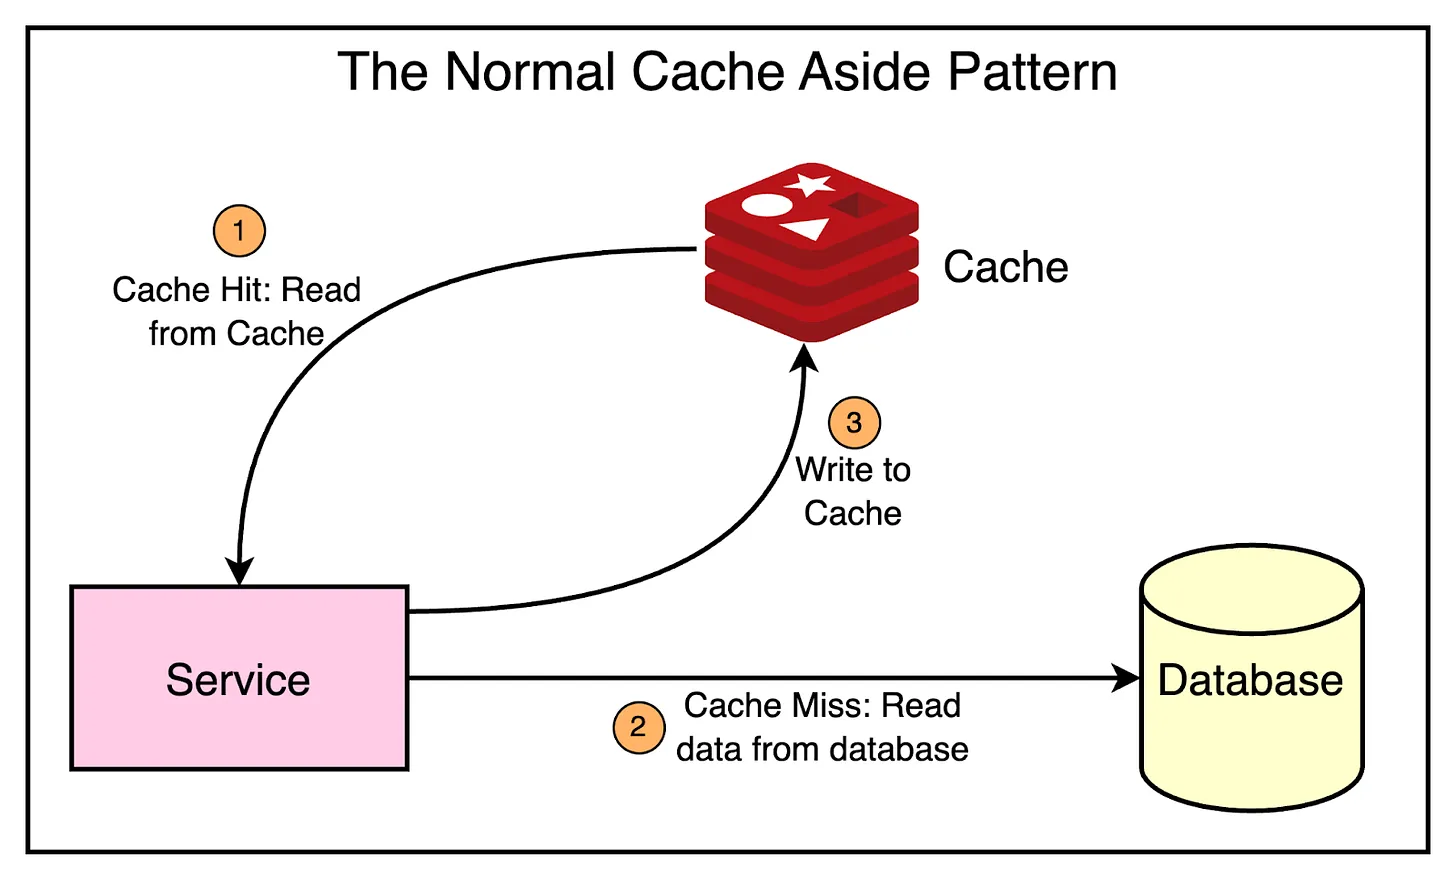 The Normal Cache Aside Pattern
1
Cache Hit: Read
from Cache
Cache
3
Write to
Cache
Service
Database
2
Cache Miss: Read
data from database